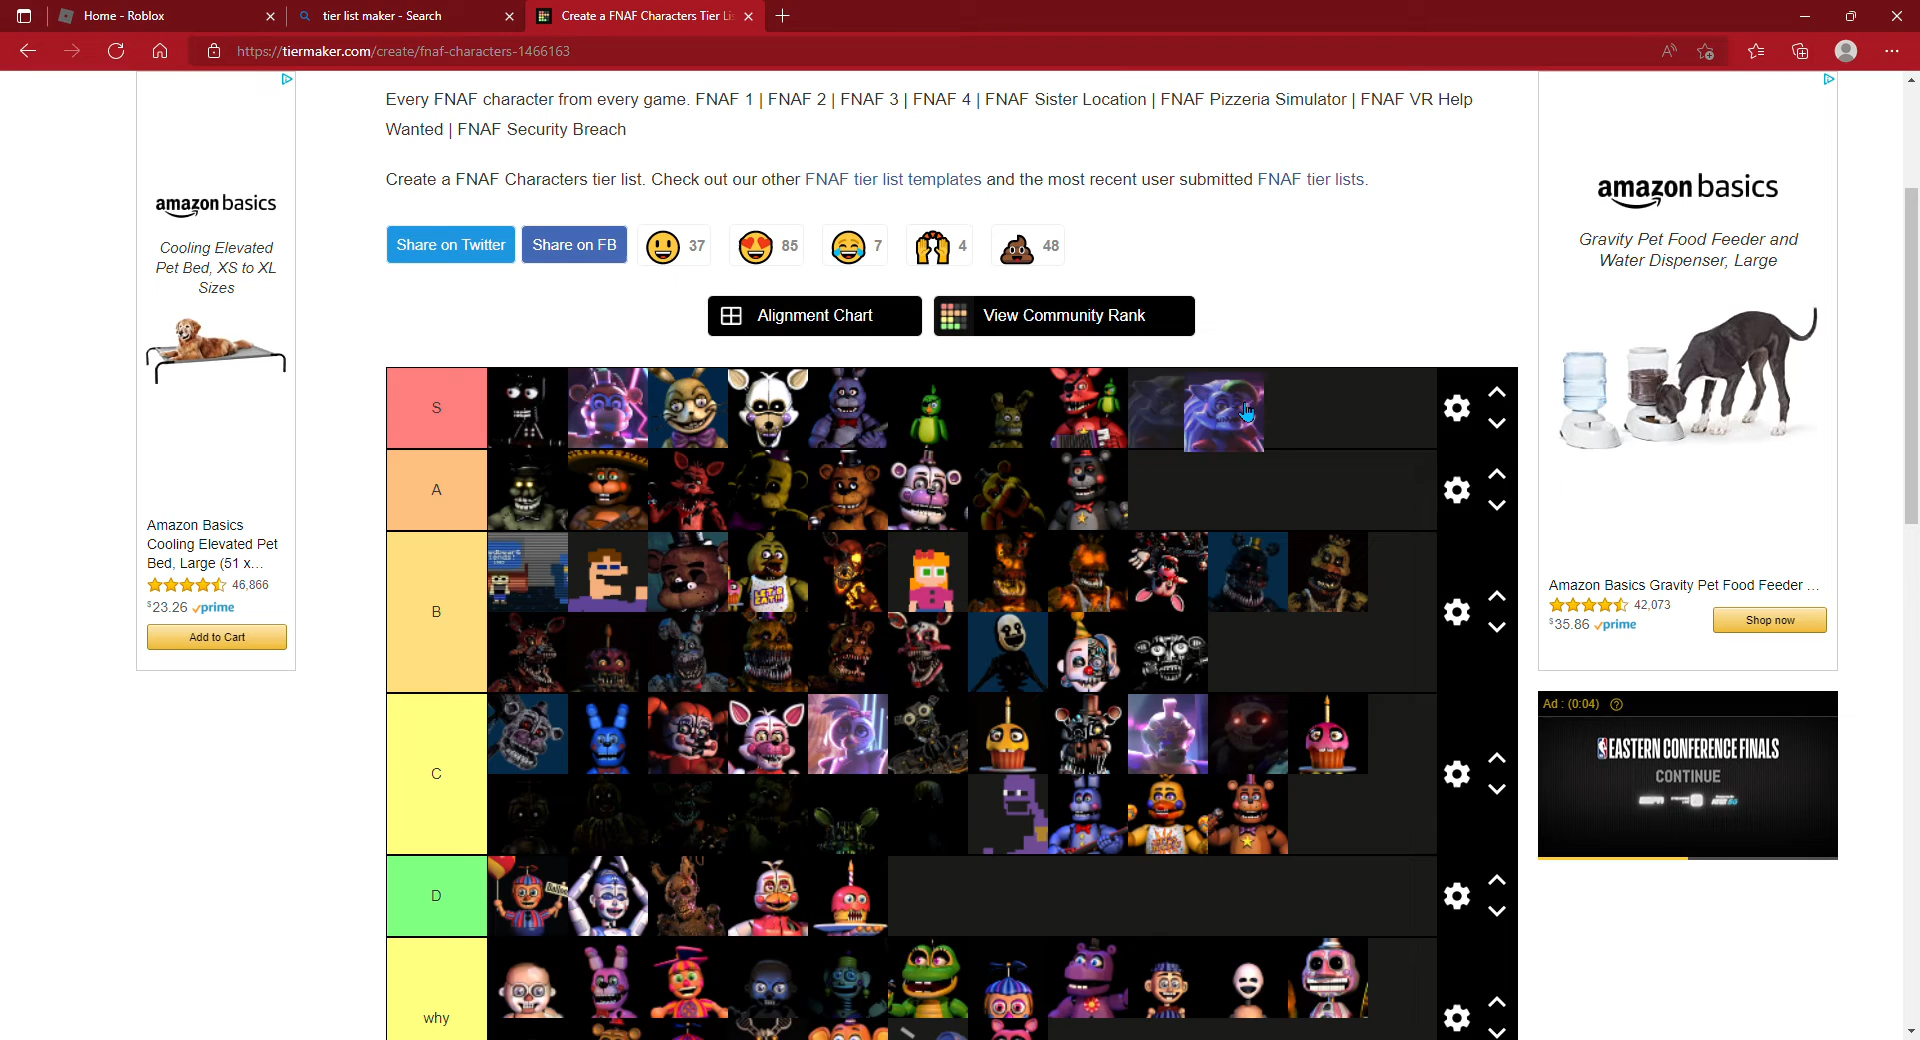 Home - Roblox
tier list maker - Search
Create a FNAF Characters Tier Li
https://tiermaker.com/create/fnaf-characters-1466163
Every FNAF character from every game. FNAF 1 | FNAF 2 | FNAF 3 | FNAF 4 | FNAF Sister Location | FNAF Pizzeria Simulator | FNAF VR Help
Wanted | FNAF Security Breach
Create a FNAF Characters tier list. Check out our other FNAF tier list templates and the most recent user submitted FNAF tier lists.
Share on Twitter
Share on FB
37
85
7
4
48
Alignment Chart
View Community Rank
S
A
B
LET'S
EAT!!!
C
D
Balloons
why
amazon basics
Cooling Elevated
Pet Bed, XS to XL
Sizes
Amazon Basics
Cooling Elevated Pet
Bed, Large (51 x...
46,866
$23.26 prime
Add to Cart
amazon basics
Gravity Pet Food Feeder and
Water Dispenser, Large
Amazon Basics Gravity Pet Food Feeder ...
42,073
$35.86 prime
Shop now
Ad : (0:04)
EASTERN CONFERENCE FINALS
CONTINUE
ESPN